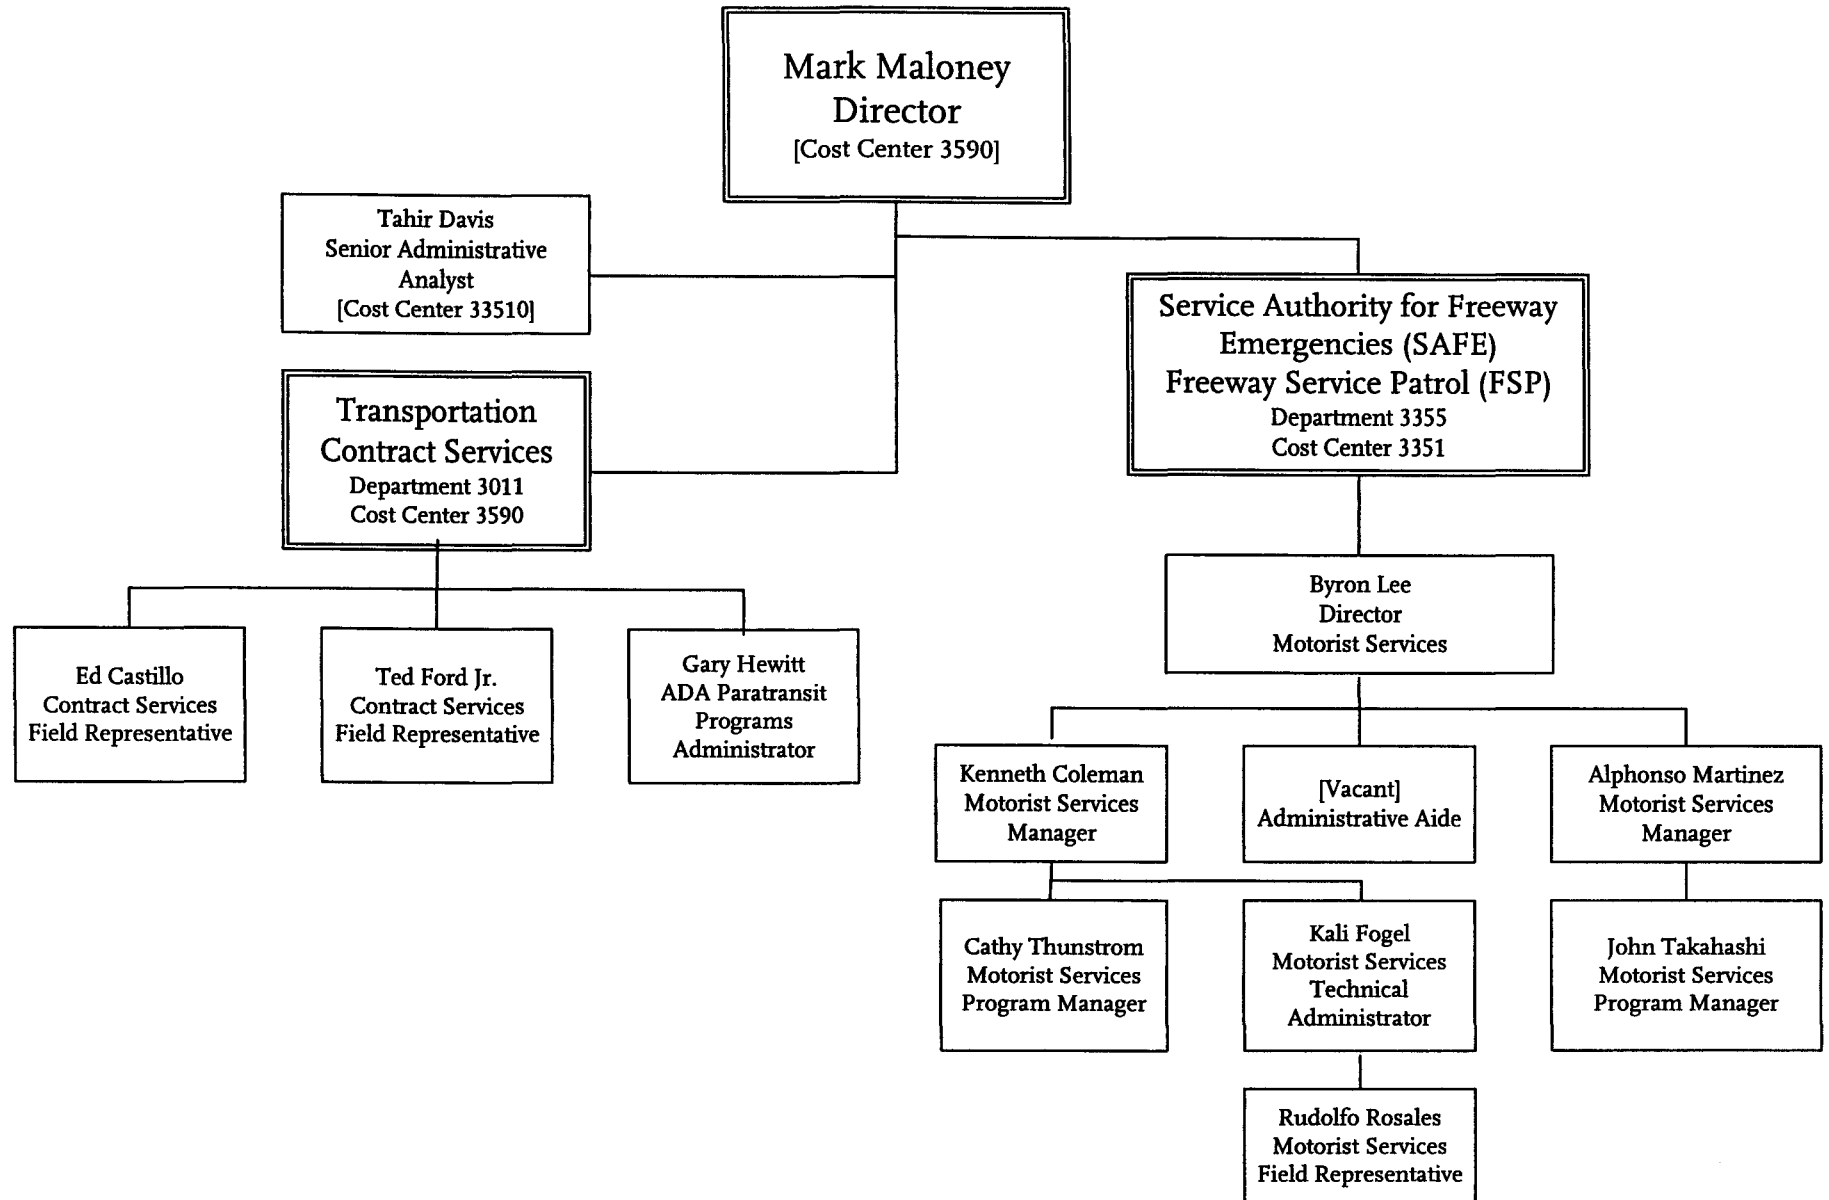 Mark Maloney
Director
[Cost Center 3590]
Tahir Davis
Senior Administrative
Analyst
[Cost Center 33510]
Service Authority for Freeway
Emergencies (SAFE)
Freeway Service Patrol (FSP)
Department 3355
Cost Center 3351
Transportation
Contract Services
Department 3011
Cost Center 3590
Byron Lee
Director
Motorist Services
Ed Castillo
Contract Services
Field Representative
Ted Ford Jr.
Contract Services
Field Representative
Gary Hewitt
ADA Paratransit
Programs
Administrator
Kenneth Coleman
Motorist Services
Manager
[Vacant]
Administrative Aide
Alphonso Martinez
Motorist Services
Manager
Cathy Thunstrom
Motorist Services
Program Manager
Kali Fogel
Motorist Services
Technical
Administrator
John Takahashi
Motorist Services
Program Manager
Rudolfo Rosales
Motorist Services
Field Representative